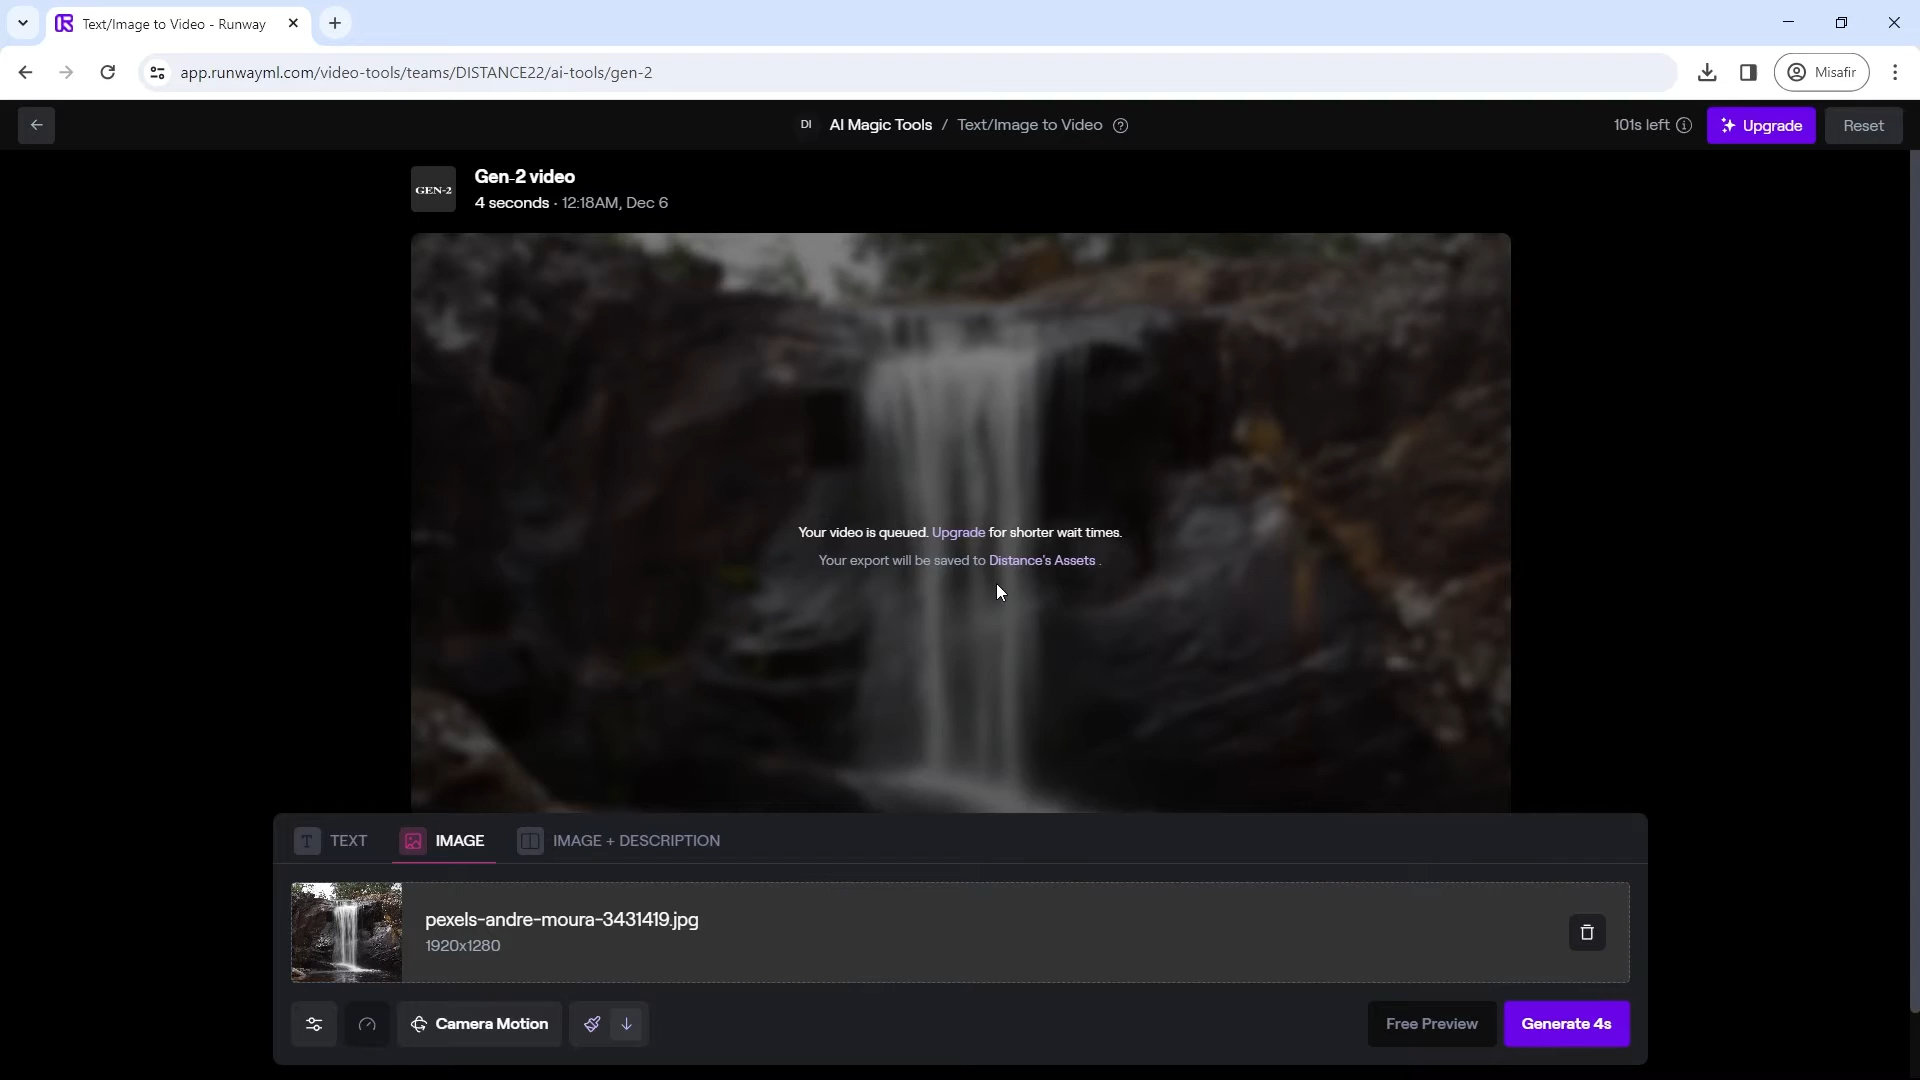 Text/Image to Video - Runway
app.runwayml.com/video-tools/teams/DISTANCE22/ai-tools/gen-2
Misafir
DI AI Magic Tools / Text/Image to Video
101s left
Upgrade
Reset
GEN-2
Gen-2 video
4 seconds · 12:18AM, Dec 6
Your video is queued. Upgrade for shorter wait times.
Your export will be saved to Distance's Assets .
T TEXT
IMAGE
IMAGE + DESCRIPTION
pexels-andre-moura-3431419.jpg
1920x1280
Camera Motion
Free Preview
Generate 4s